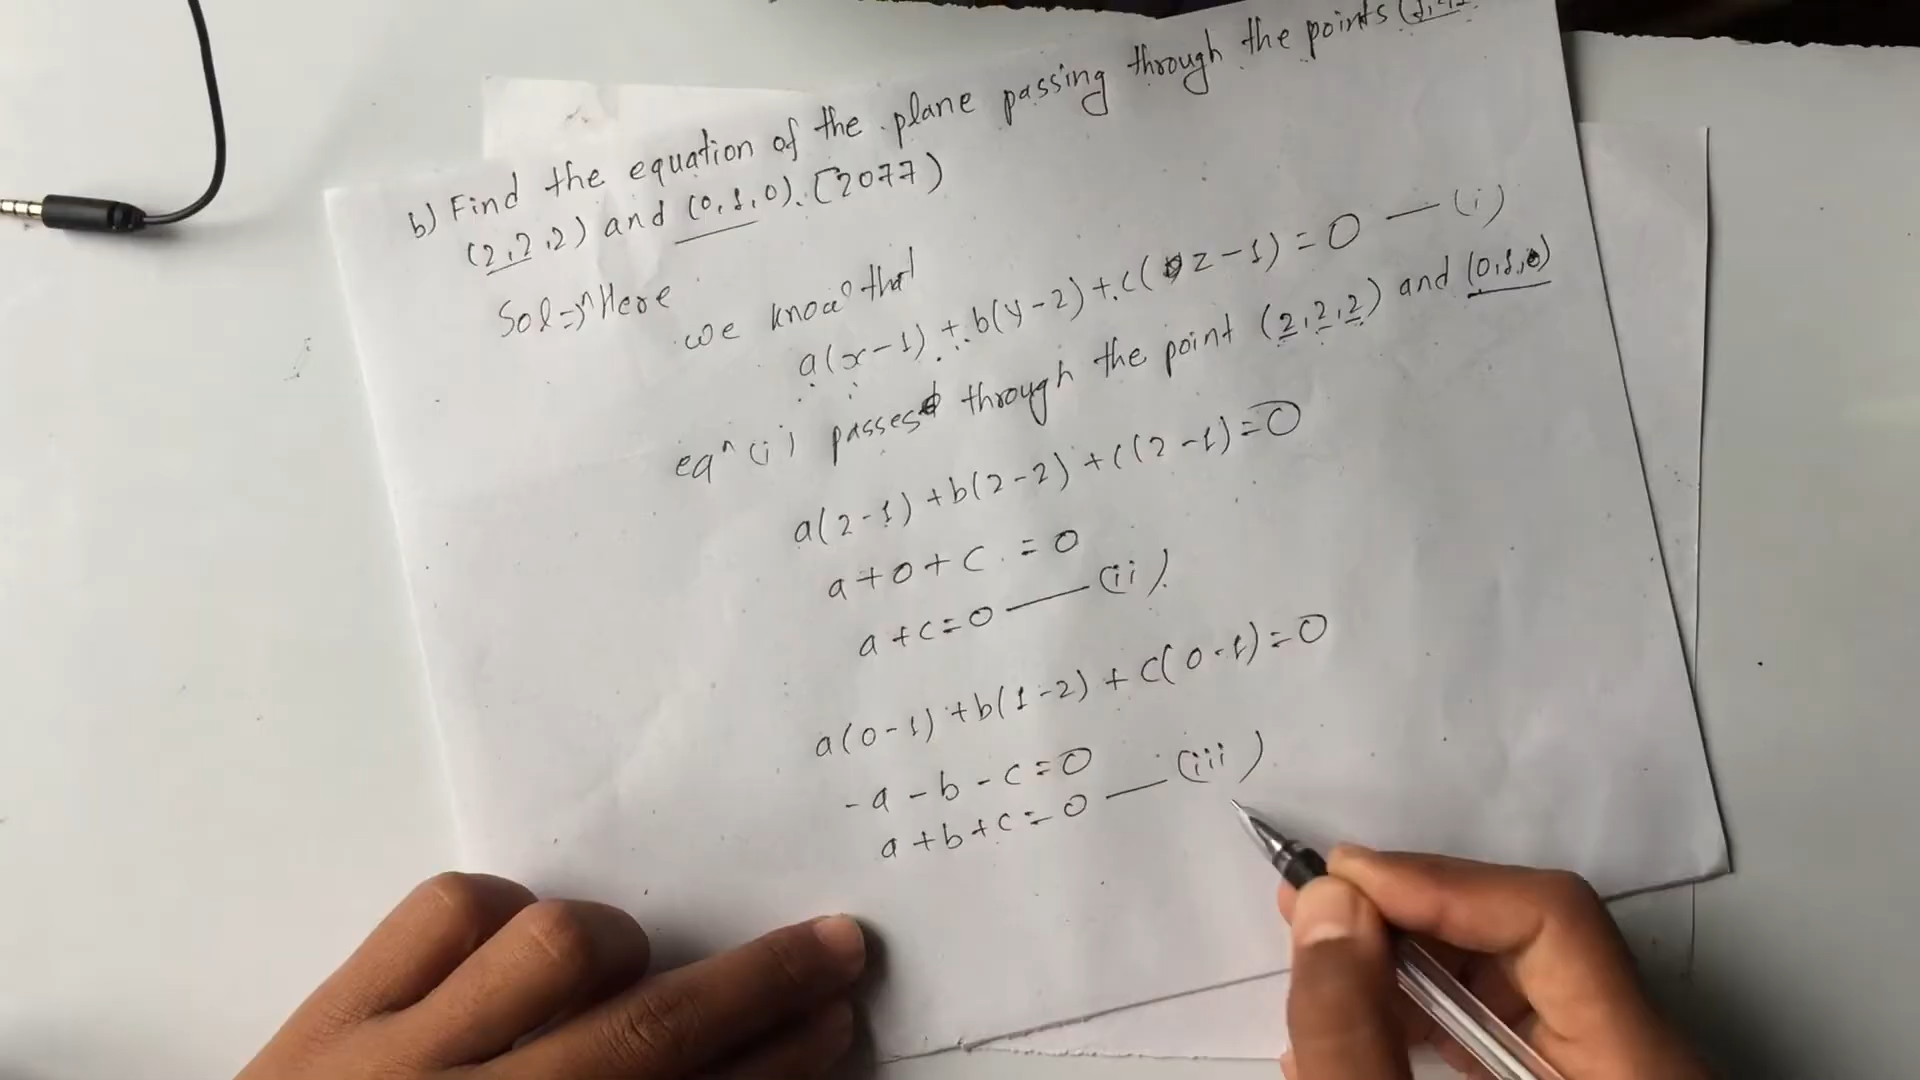 b) Find the equation of the plane passing through the points
(2,2,2) and (0,1,0). [2077)
Solⁿ=> Here
we know that
a(x-1) + b(y-2) + c(z-1) = 0 — (i)
eqⁿ (i) passes through the point (2,2,2) and (0,1,0)
a(2-1) + b(2-2) + c(2-1) = 0
a+0+c = 0
a+c=0 — (ii)
a(0-1) + b(1-2) + c(0-1) = 0
-a-b-c=0
a+b+c=0 — (iii)